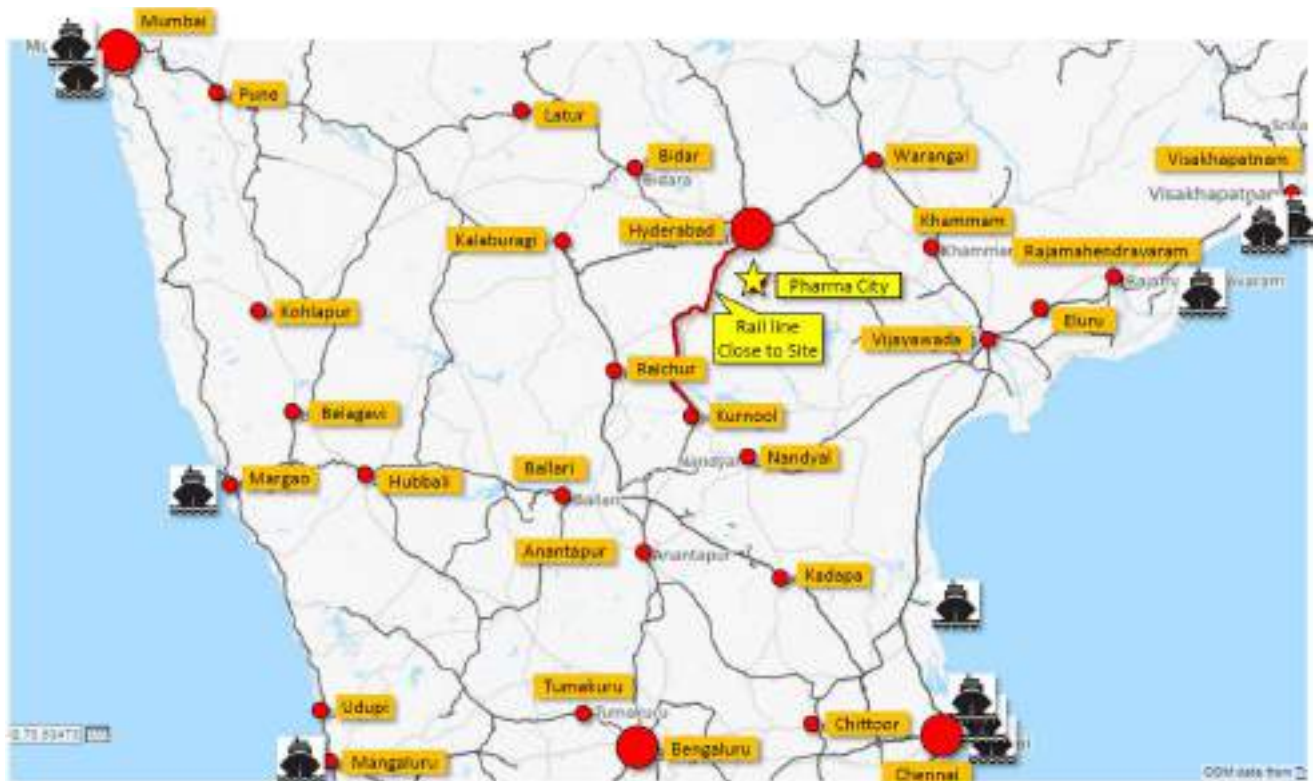 Mumbai
Pune
Latur
Bidar
Bidara
Warangal
Visakhapatnam
Visakhapatnam
Hyderabad
Khammam
Khammam
Kalaburagi
Rajamahendravaram
Pharma City
Kohlapur
Rail line
Close to Site
Vijayawada
Eluru
Raichur
Belagavi
Kurnool
Nandyal
Nandyal
Margao
Hubbali
Ballari
Ballari
Anantapur
Anantapur
Kadapa
Tumakuru
Tumakuru
Udupi
Chittoor
Bengaluru
Mangaluru
Chennai